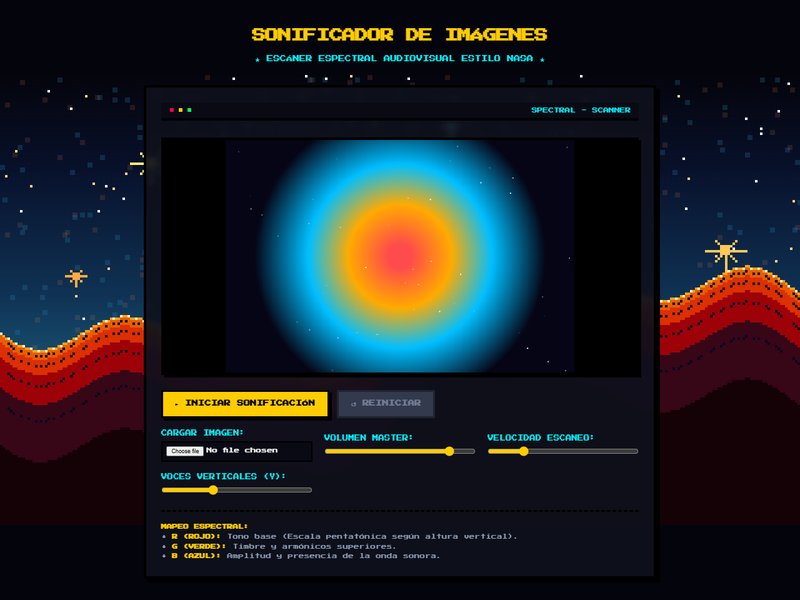 SONIFICADOR DE IMáGENES
★ ESCáNER ESPECTRAL AUDIOVISUAL ESTILO NASA ★
SPECTRAL - SCANNER
INICIAR SONIFICACIóN
↺ REINICIAR
CARGAR IMAGEN:
Choose file No file chosen
VOLUMEN MASTER:
VELOCIDAD ESCANEO:
VOCES VERTICALES (Y):
MAPEO ESPECTRAL:
R (ROJO): Tono base (Escala pentatónica según altura vertical).
G (VERDE): Timbre y armónicos superiores.
B (AZUL): Amplitud y presencia de la onda sonora.